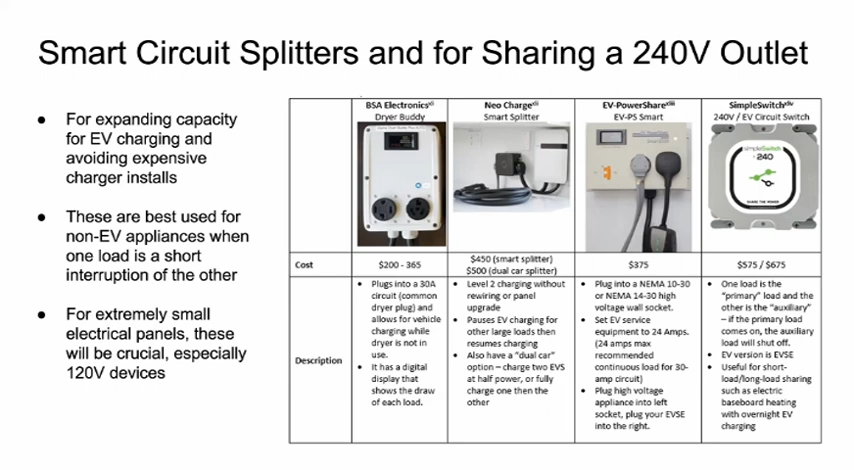 Smart Circuit Splitters and for Sharing a 240V Outlet
● For expanding capacity
for EV charging and
avoiding expensive
charger installs
● These are best used for
non-EV appliances when
one load is a short
interruption of the other
● For extremely small
electrical panels, these
will be crucial, especially
120V devices
BSA Electronics
Dryer Buddy
Neo Charge
Smart Splitter
EV-PowerShare
EV-PS Smart
SimpleSwitch
240V / EV Circuit Switch
simpleSwitch
240
SHARE THE POWER
Cost
$200 - 365
$450 (smart splitter)
$500 (dual car splitter)
$375
$575 / $675
Description
• Plugs into a 30A
circuit (common
dryer plug) and
allows for vehicle
charging while
dryer is not in
use.
• It has a digital
display that
shows the draw
of each load.
• Level 2 charging without
rewiring or panel
upgrade
• Pauses EV charging for
other large loads then
resumes charging
• Also have a “dual car”
option – charge two EVS
at half power, or fully
charge one then the
other
• Plug into a NEMA 10-30
or NEMA 14-30 high
voltage wall socket.
• Set EV service
equipment to 24 Amps.
(24 amps max
recommended
continuous load for 30-
amp circuit)
• Plug high voltage
appliance into left
socket, plug your EVSE
into the right.
• One load is the
“primary” load and the
other is the “auxiliary”
– if the primary load
comes on, the auxiliary
load will shut off.
• EV version is EVSE
• Useful for short-
load/long-load sharing
such as electric
baseboard heating
with overnight EV
charging